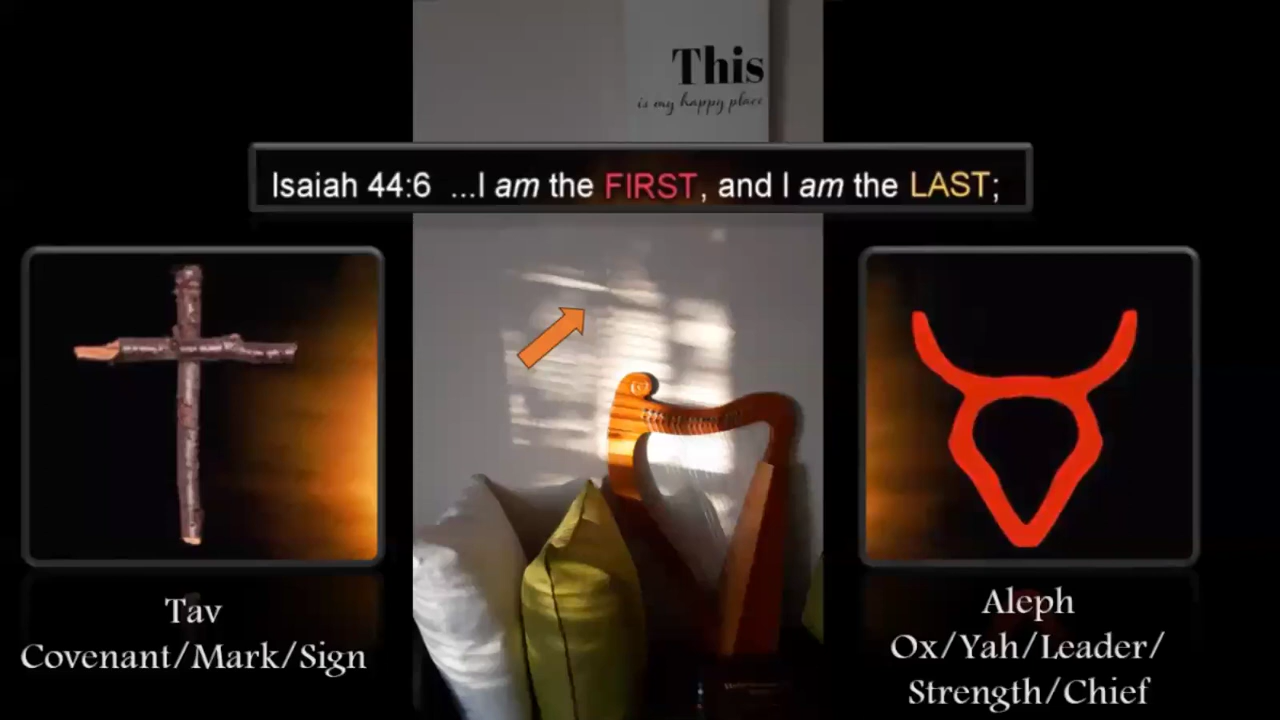 This
is my happy place
Isaiah 44:6 ...I am the FIRST, and I am the LAST;
Tav
Covenant/Mark/Sign
Aleph
Ox/Yah/Leader/
Strength/Chief